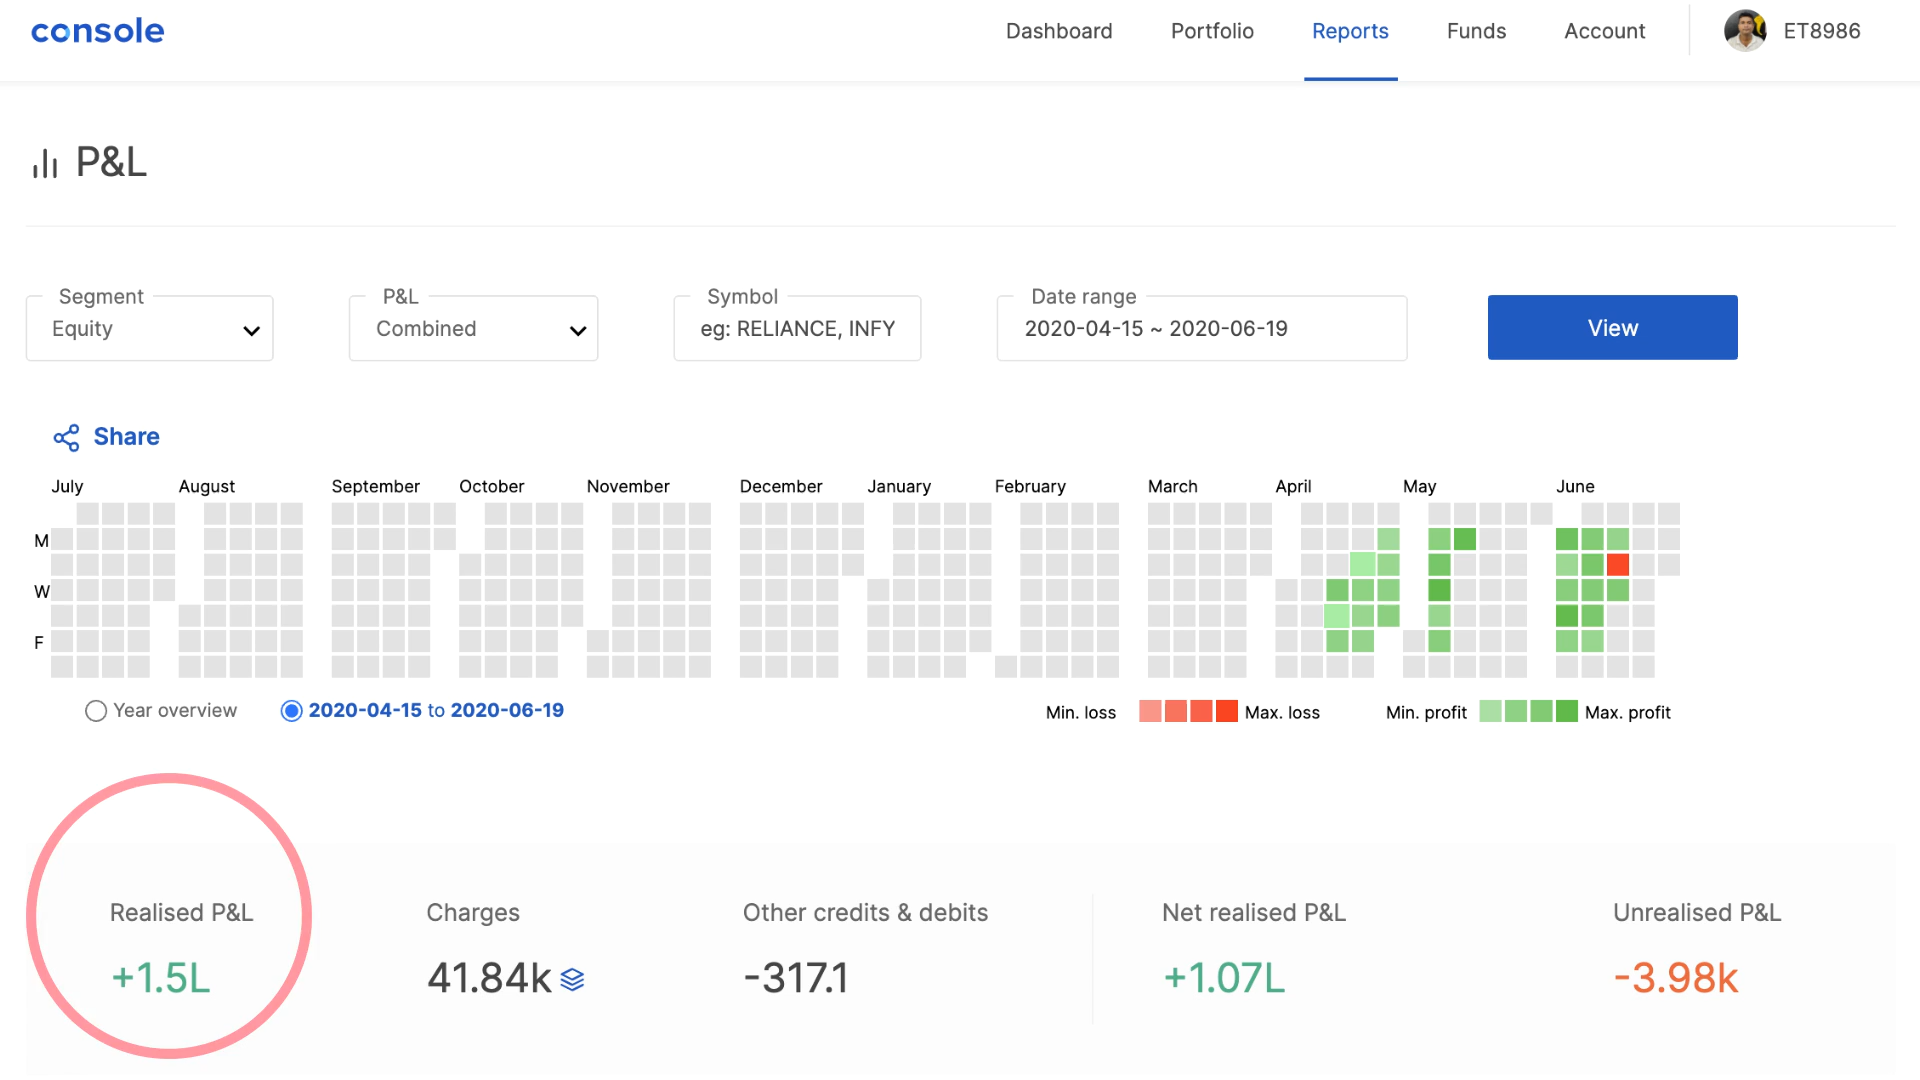 console
Dashboard Portfolio Reports Funds Account ET8986
P&L
Segment P&L Symbol Date range
Equity Combined eg: RELIANCE, INFY 2020-04-15 ~ 2020-06-19 View
Share
July August September October November December January February March April May June
M
W
F
Year overview 2020-04-15 to 2020-06-19 Min. loss Max. loss Min. profit Max. profit
Realised P&L Charges Other credits & debits Net realised P&L Unrealised P&L
+1.5L 41.84k -317.1 +1.07L -3.98k